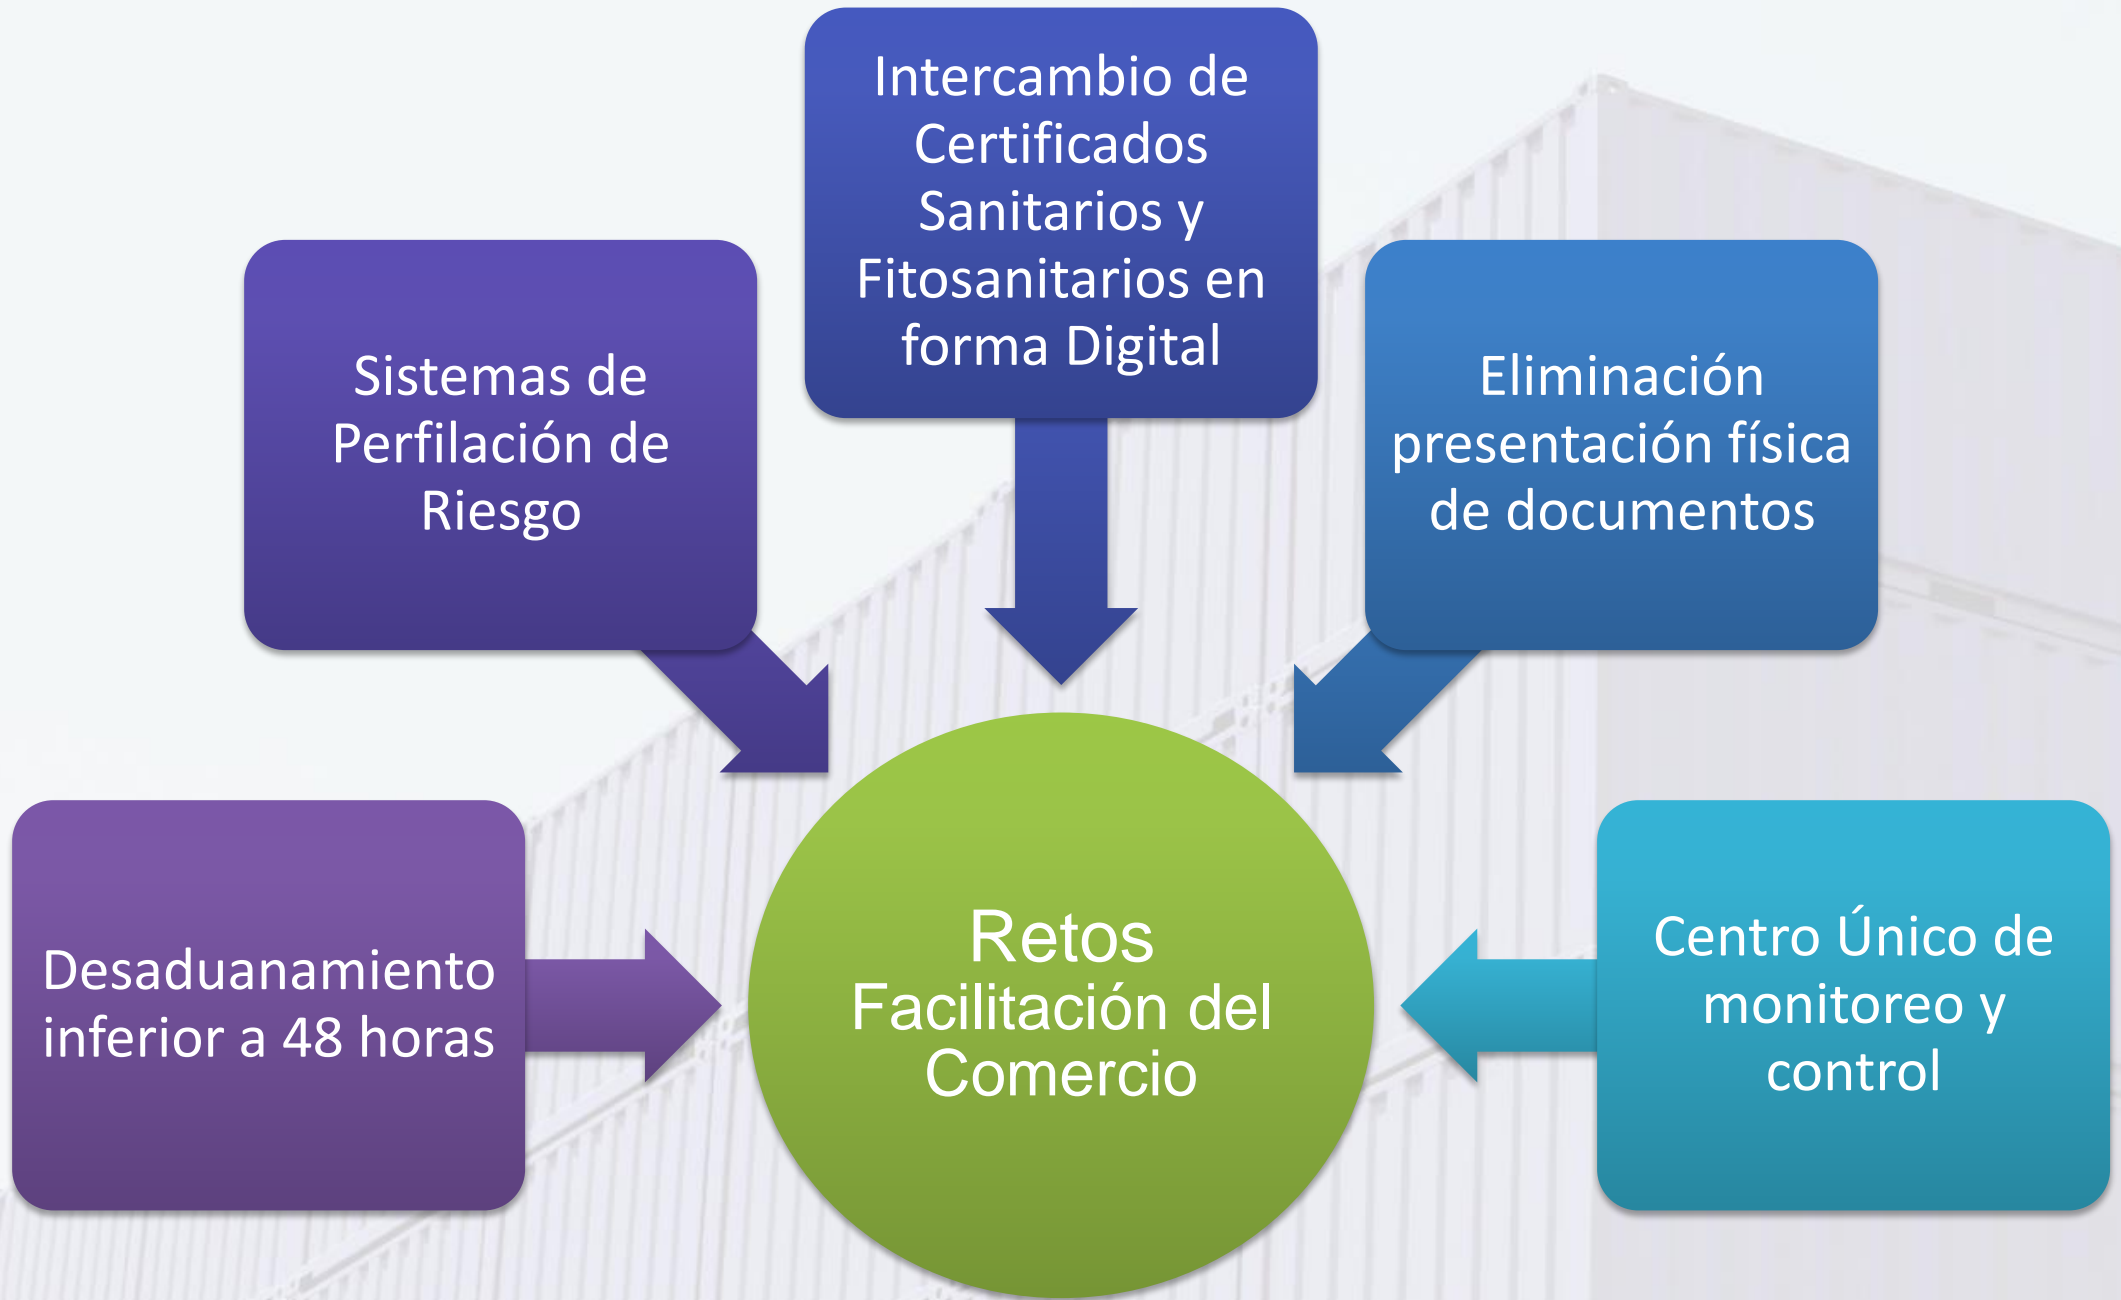 Intercambio de
Certificados
Sanitarios y
Fitosanitarios en
forma Digital
Sistemas de
Perfilación de
Riesgo
Eliminación
presentación física
de documentos
Desaduanamiento
inferior a 48 horas
Retos
Facilitación del
Comercio
Centro Único de
monitoreo y
control